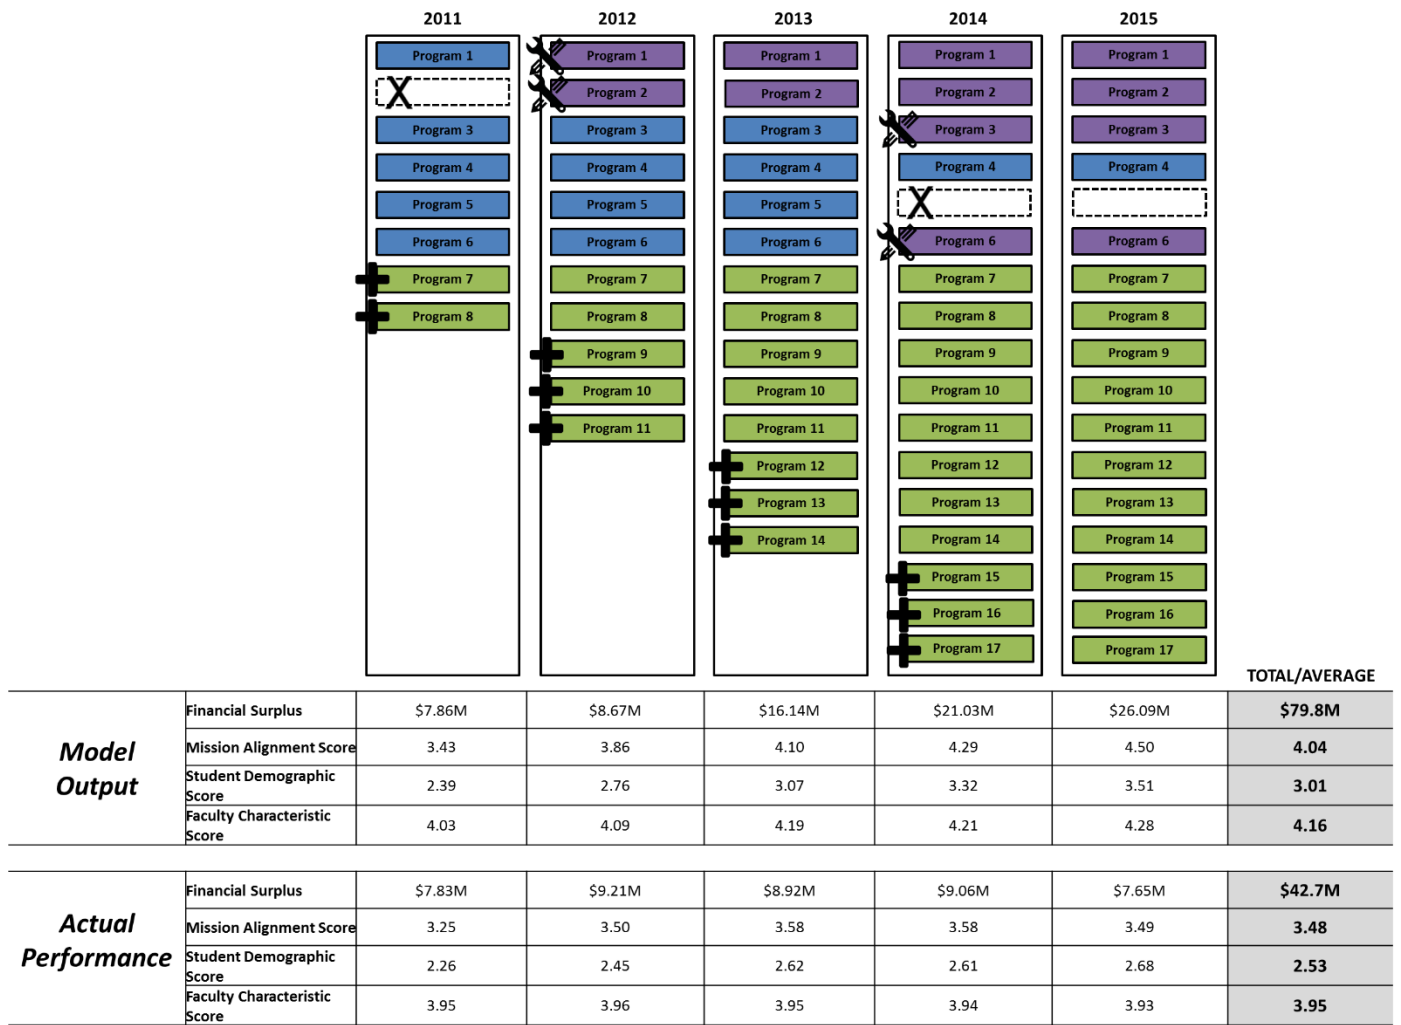 2011 2012 2013 2014 2015
Program 1 Program 1 Program 1 Program 1 Program 1
X Program 2 Program 2 Program 2 Program 2
Program 3 Program 3 Program 3 Program 3 Program 3
Program 4 Program 4 Program 4 Program 4 Program 4
Program 5 Program 5 Program 5 X
Program 6 Program 6 Program 6 Program 6 Program 6
Program 7 Program 7 Program 7 Program 7 Program 7
Program 8 Program 8 Program 8 Program 8 Program 8
Program 9 Program 9 Program 9 Program 9
Program 10 Program 10 Program 10 Program 10
Program 11 Program 11 Program 11 Program 11
Program 12 Program 12 Program 12
Program 13 Program 13 Program 13
Program 14 Program 14 Program 14
Program 15 Program 15
Program 16 Program 16
Program 17 Program 17
TOTAL/AVERAGE
Model
Output
Financial Surplus $7.86M $8.67M $16.14M $21.03M $26.09M $79.8M
Mission Alignment Score 3.43 3.86 4.10 4.29 4.50 4.04
Student Demographic
Score 2.39 2.76 3.07 3.32 3.51 3.01
Faculty Characteristic
Score 4.03 4.09 4.19 4.21 4.28 4.16
Actual
Performance
Financial Surplus $7.83M $9.21M $8.92M $9.06M $7.65M $42.7M
Mission Alignment Score 3.25 3.50 3.58 3.58 3.49 3.48
Student Demographic
Score 2.26 2.45 2.62 2.61 2.68 2.53
Faculty Characteristic
Score 3.95 3.96 3.95 3.94 3.93 3.95